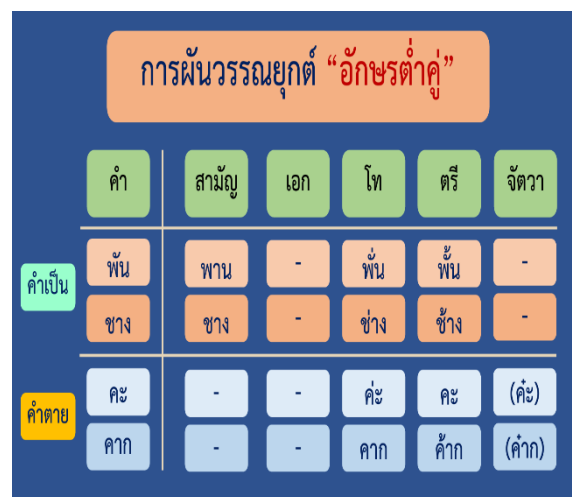 การผันวรรณยุกต์ “อักษรต่ำคู่”
คำ สามัญ เอก โท ตรี จัตวา
คำเป็น
พัน พาน - พั่น พั้น -
ชาง ชาง - ช่าง ช้าง -
คำตาย
คะ - - ค่ะ คะ (ค๋ะ)
คาก - - คาก ค้าก (ค๋าก)